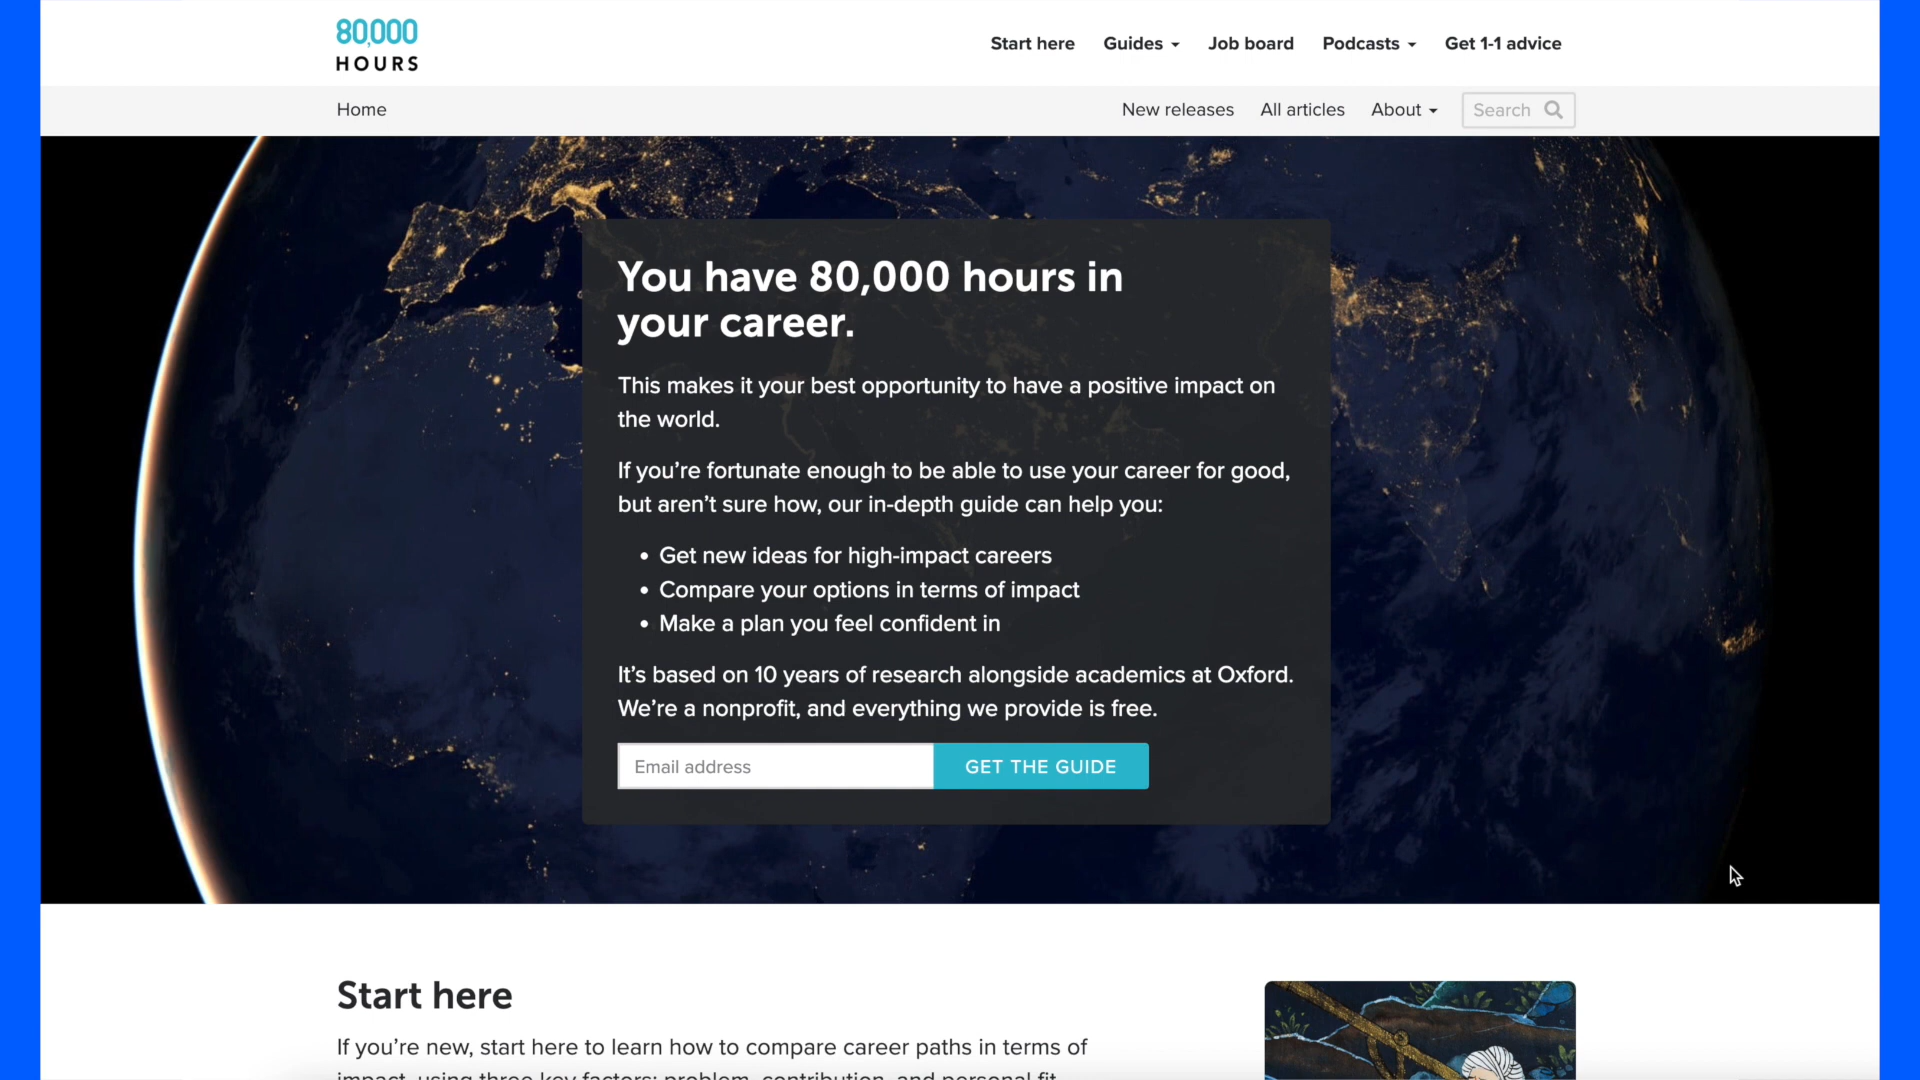 80,000
HOURS
Start here
Guides
Job board
Podcasts
Get 1-1 advice
Home
New releases
All articles
About
Search
You have 80,000 hours in
your career.
This makes it your best opportunity to have a positive impact on
the world.
If you’re fortunate enough to be able to use your career for good,
but aren’t sure how, our in-depth guide can help you:
• Get new ideas for high-impact careers
• Compare your options in terms of impact
• Make a plan you feel confident in
It’s based on 10 years of research alongside academics at Oxford.
We’re a nonprofit, and everything we provide is free.
Email address
GET THE GUIDE
Start here
If you’re new, start here to learn how to compare career paths in terms of
impact, using three key factors: problem, contribution, and personal fit.